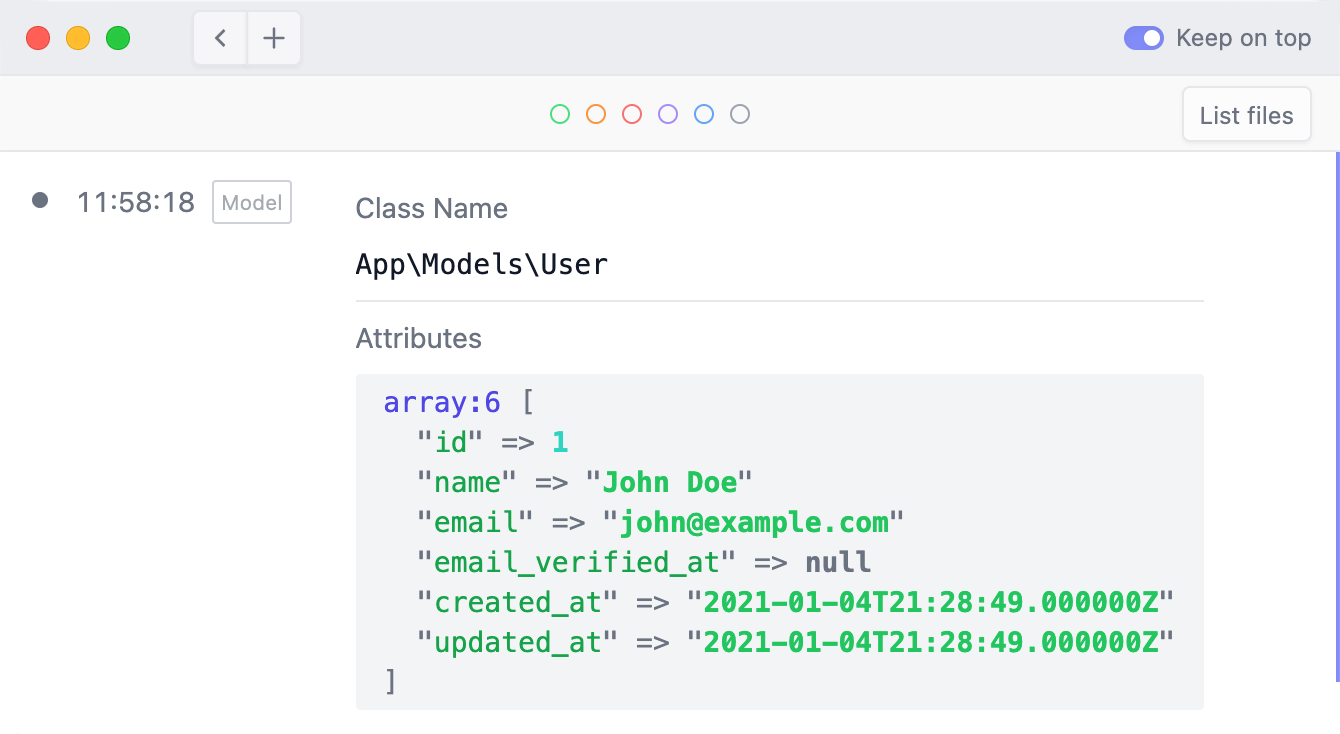 Keep on top
List files
11:58:18 Model
Class Name
App\Models\User
Attributes
array:6 [
"id" => 1
"name" => "John Doe"
"email" => "john@example.com"
"email_verified_at" => null
"created_at" => "2021-01-04T21:28:49.000000Z"
"updated_at" => "2021-01-04T21:28:49.000000Z"
]